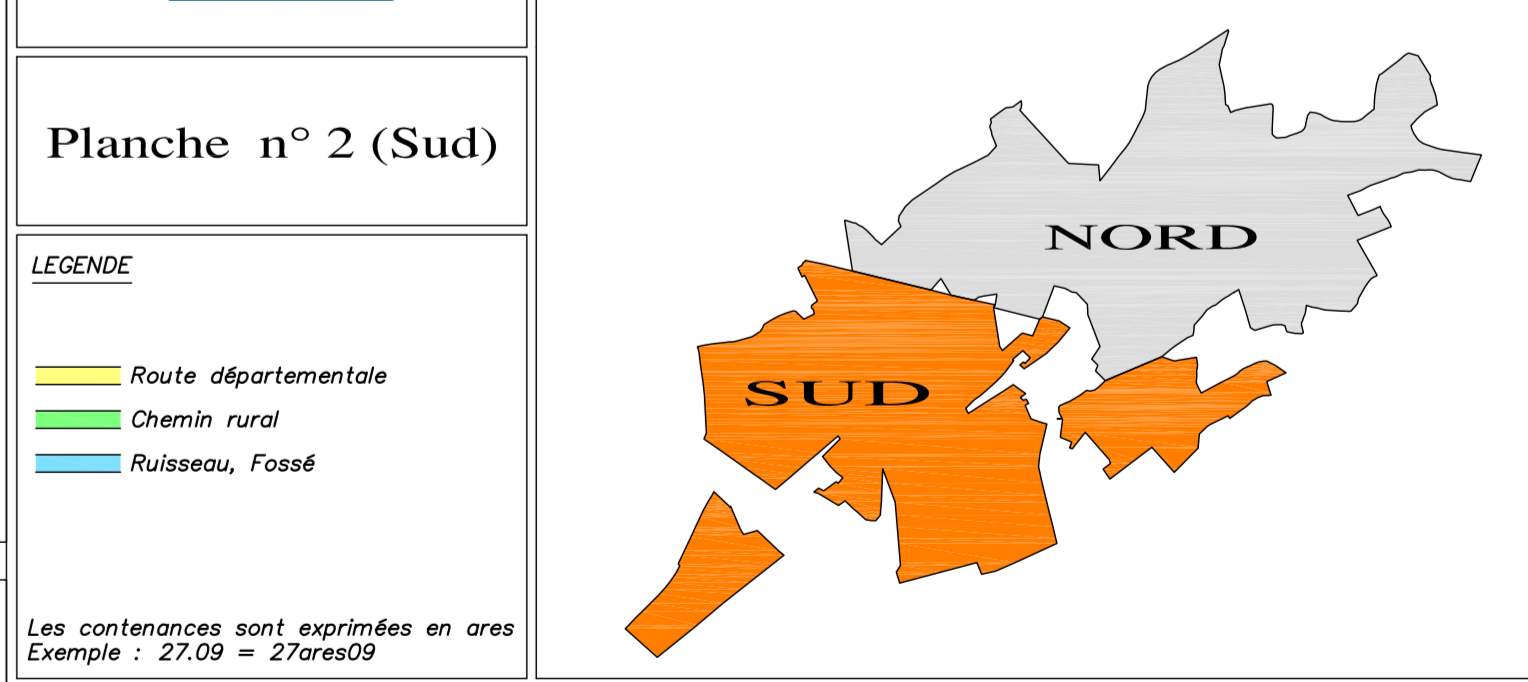 Planche n° 2 (Sud)
LEGENDE
Route départementale
Chemin rural
Ruisseau, Fossé
Les contenances sont exprimées en ares
Exemple : 27.09 = 27ares09
NORD
SUD